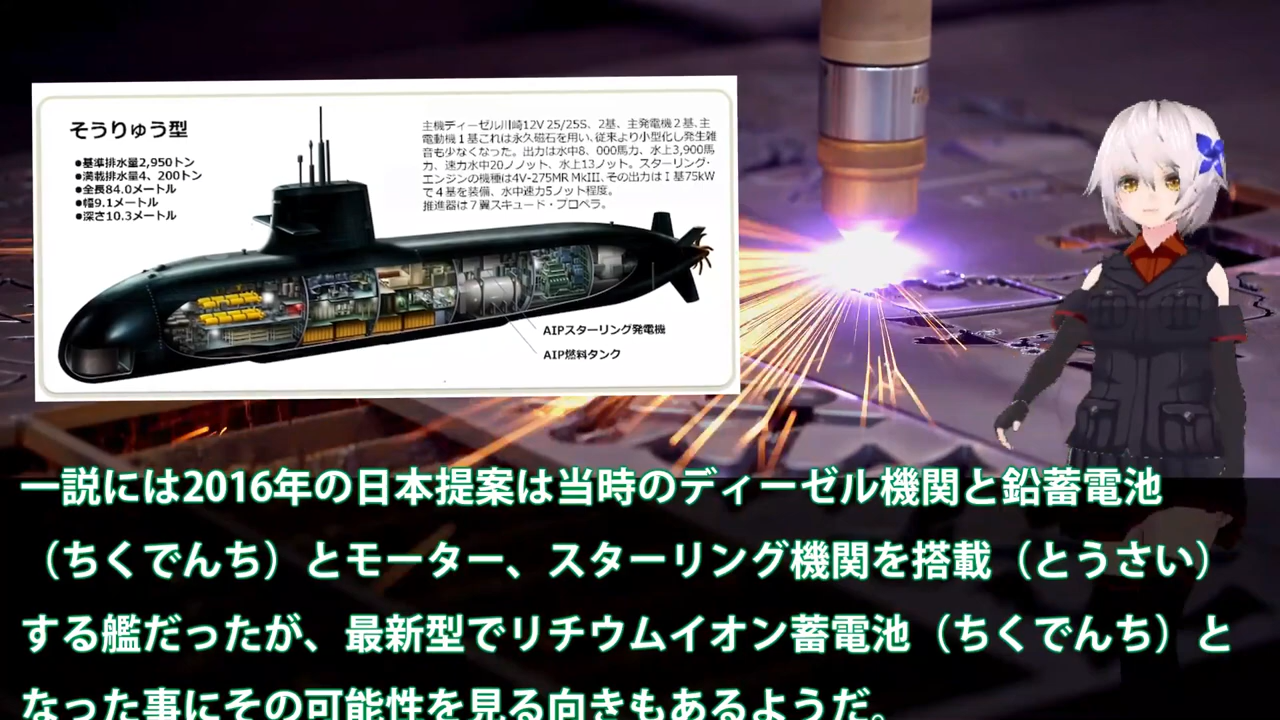 そうりゅう型
●基準排水量2,950トン
●満載排水量4、200トン
●全長84.0メートル
●幅9.1メートル
●深さ10.3メートル
主機ディーゼル川崎12V 25/25S、2基、主発電機2基､主
電動機1基これは永久磁石を用い､従来より小型化し発生雑
音も少なくなった。出力は水中8、000馬力、水上3,900馬
力、速力水中20ノノット、水上13ノット。スターリング・
エンジンの機種は4V-275MR MkIII､その出力はI基75kW
で4基を装備、水中速力5ノット程度。
推進器は7翼スキュード・プロペラ。
AIPスターリング発電機
AIP燃料タンク
一説には2016年の日本提案は当時のディーゼル機関と鉛蓄電池
（ちくでんち）とモーター、スターリング機関を搭載（とうさい）
する艦だったが、最新型でリチウムイオン蓄電池（ちくでんち）と
なった事にその可能性を見る向きもあるようだ。